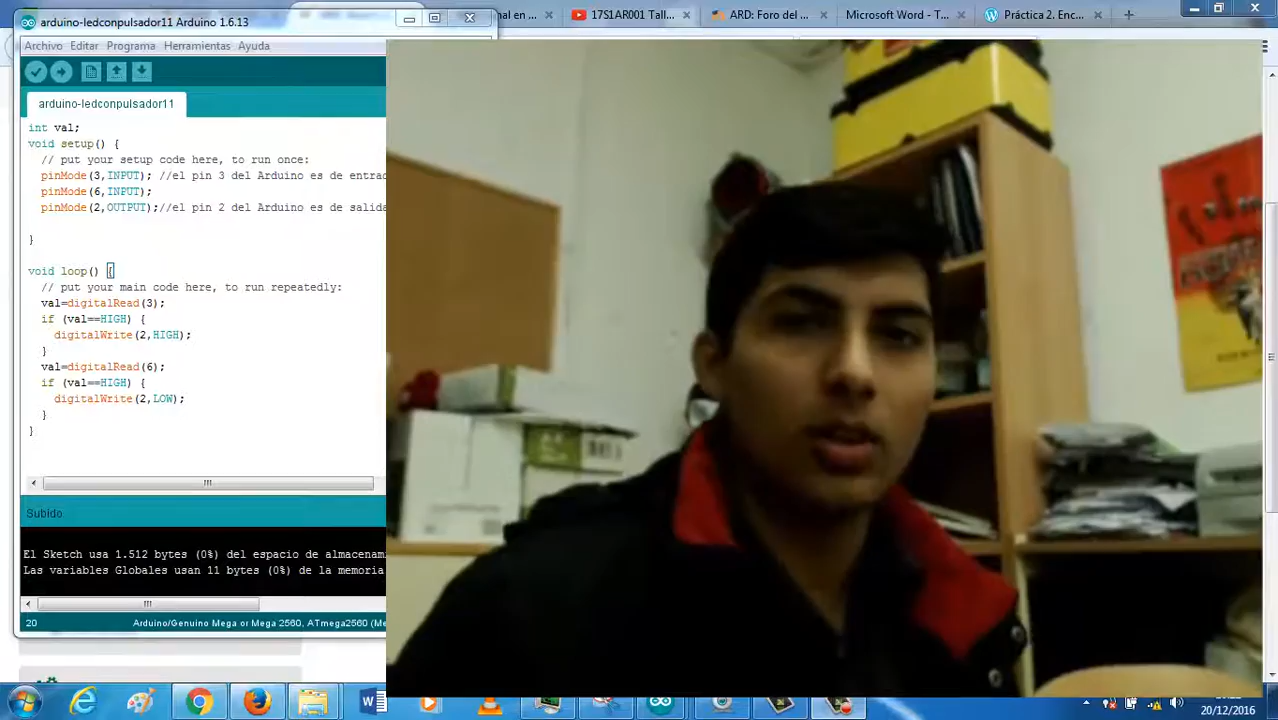 arduino-ledconpulsador11 Arduino 1.6.13
nal en
17S1AR001 Tall...
ARD: Foro del ...
Microsoft Word - T...
Práctica 2. Enc...
Archivo Editar Programa Herramientas Ayuda
arduino-ledconpulsador11
int val;
void setup() {
// put your setup code here, to run once:
pinMode(3,INPUT); //el pin 3 del Arduino es de entrad
pinMode(6,INPUT);
pinMode(2,OUTPUT);//el pin 2 del Arduino es de salida
}
void loop() {
// put your main code here, to run repeatedly:
val=digitalRead(3);
if (val==HIGH) {
digitalWrite(2,HIGH);
}
val=digitalRead(6);
if (val==HIGH) {
digitalWrite(2,LOW);
}
}
Subido.
El Sketch usa 1.512 bytes (0%) del espacio de almacenami
Las variables Globales usan 11 bytes (0%) de la memoria
20
Arduino/Genuino Mega or Mega 2560, ATmega2560 (Me
20/12/2016